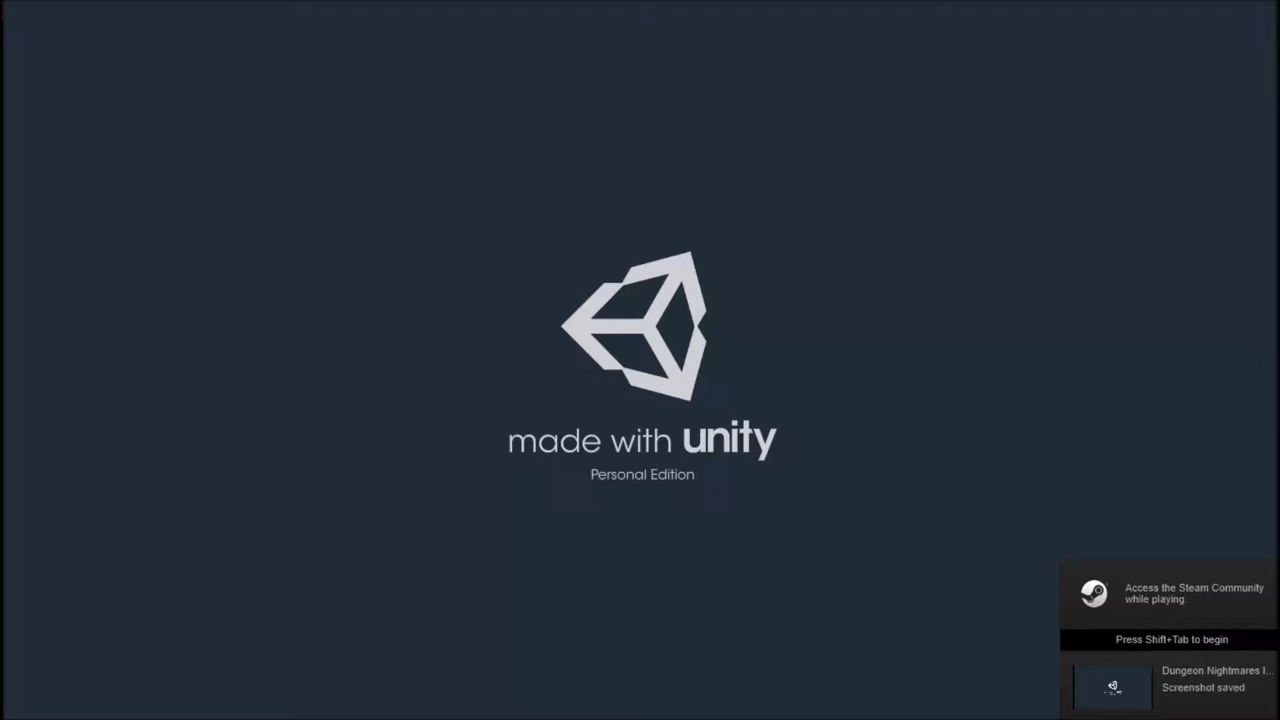 made with unity
Personal Edition
Access the Steam Community
while playing.
Press Shift+Tab to begin
Dungeon Nightmares I...
Screenshot saved